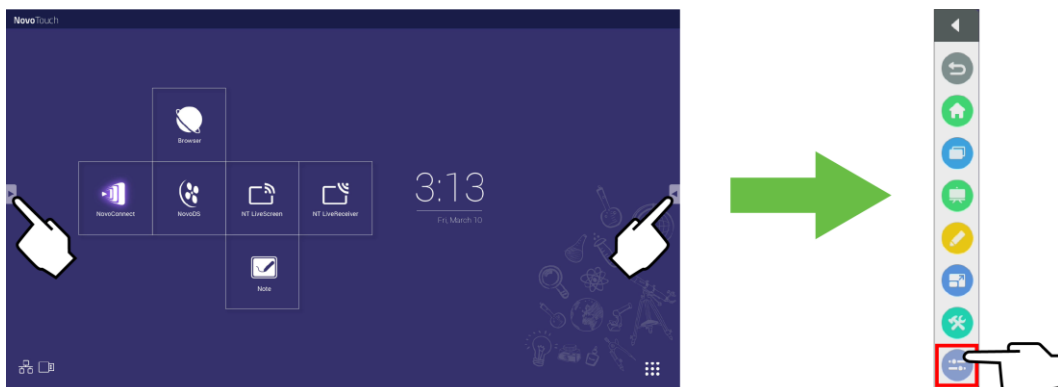 NovoTouch
Browser
NovoConnect
NovoDS
NT LiveScreen
NT LiveReceiver
3:13
Fri, March 10
Note